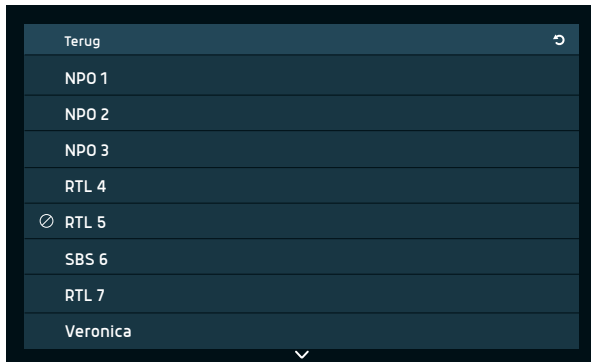 Terug
NPO 1
NPO 2
NPO 3
RTL 4
RTL 5
SBS 6
RTL 7
Veronica